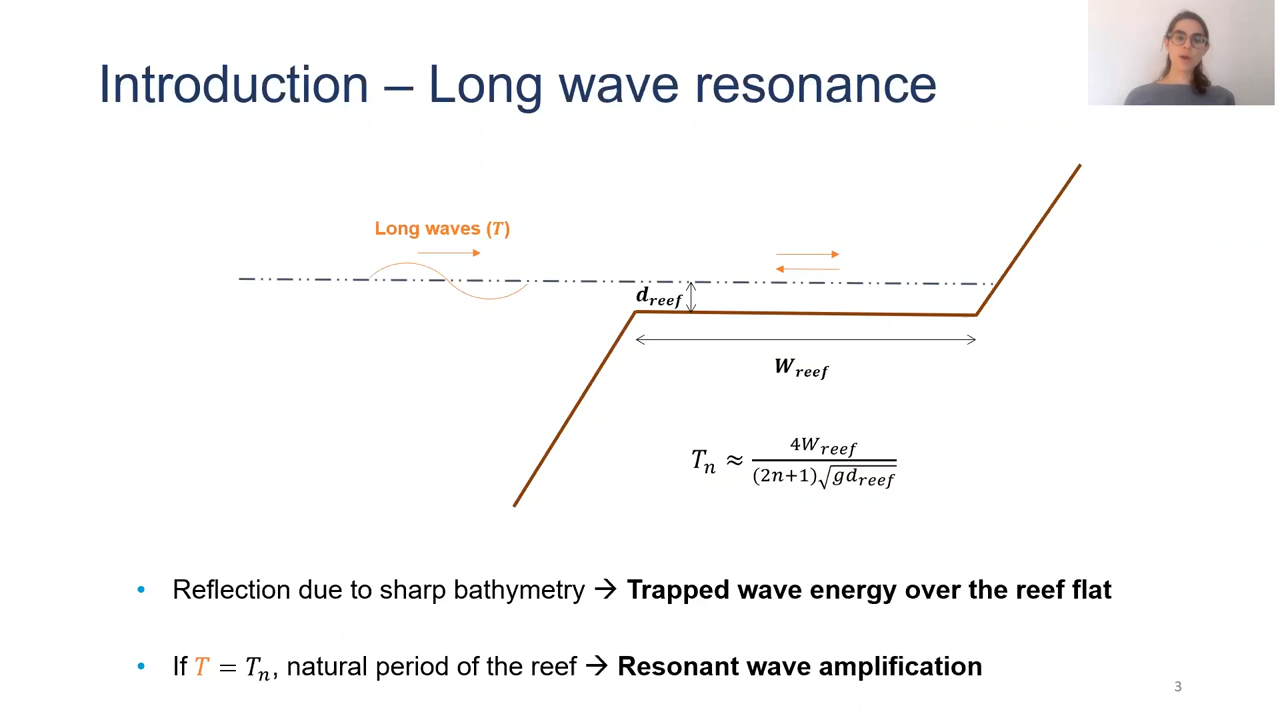 Introduction – Long wave resonance
Long waves (T)
d_reef
W_reef
T_n ≈ 4W_reef / (2n+1)√gd_reef
• Reflection due to sharp bathymetry → Trapped wave energy over the reef flat
• If T = T_n, natural period of the reef → Resonant wave amplification
3